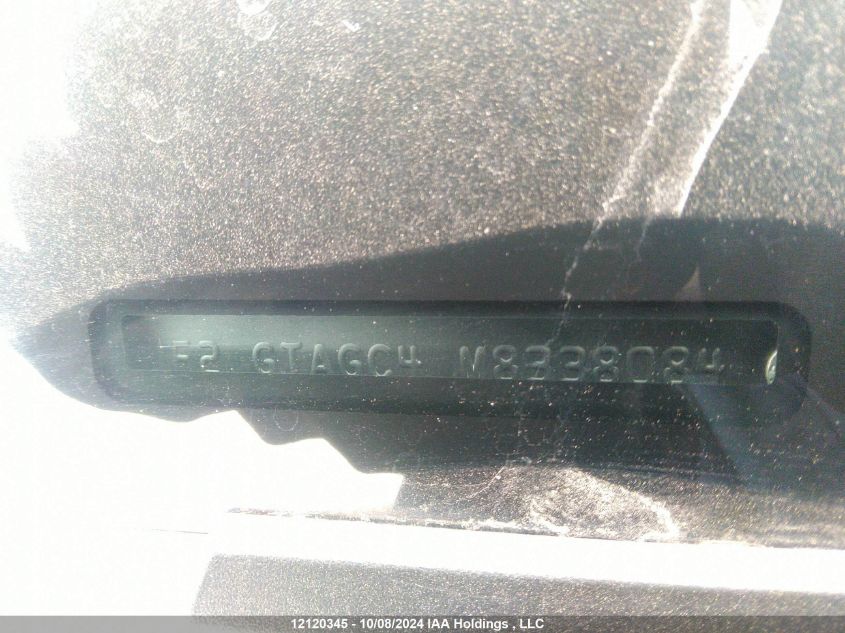 F2 GTAGC4 M8338084
12120345 - 10/08/2024 IAA Holdings , LLC